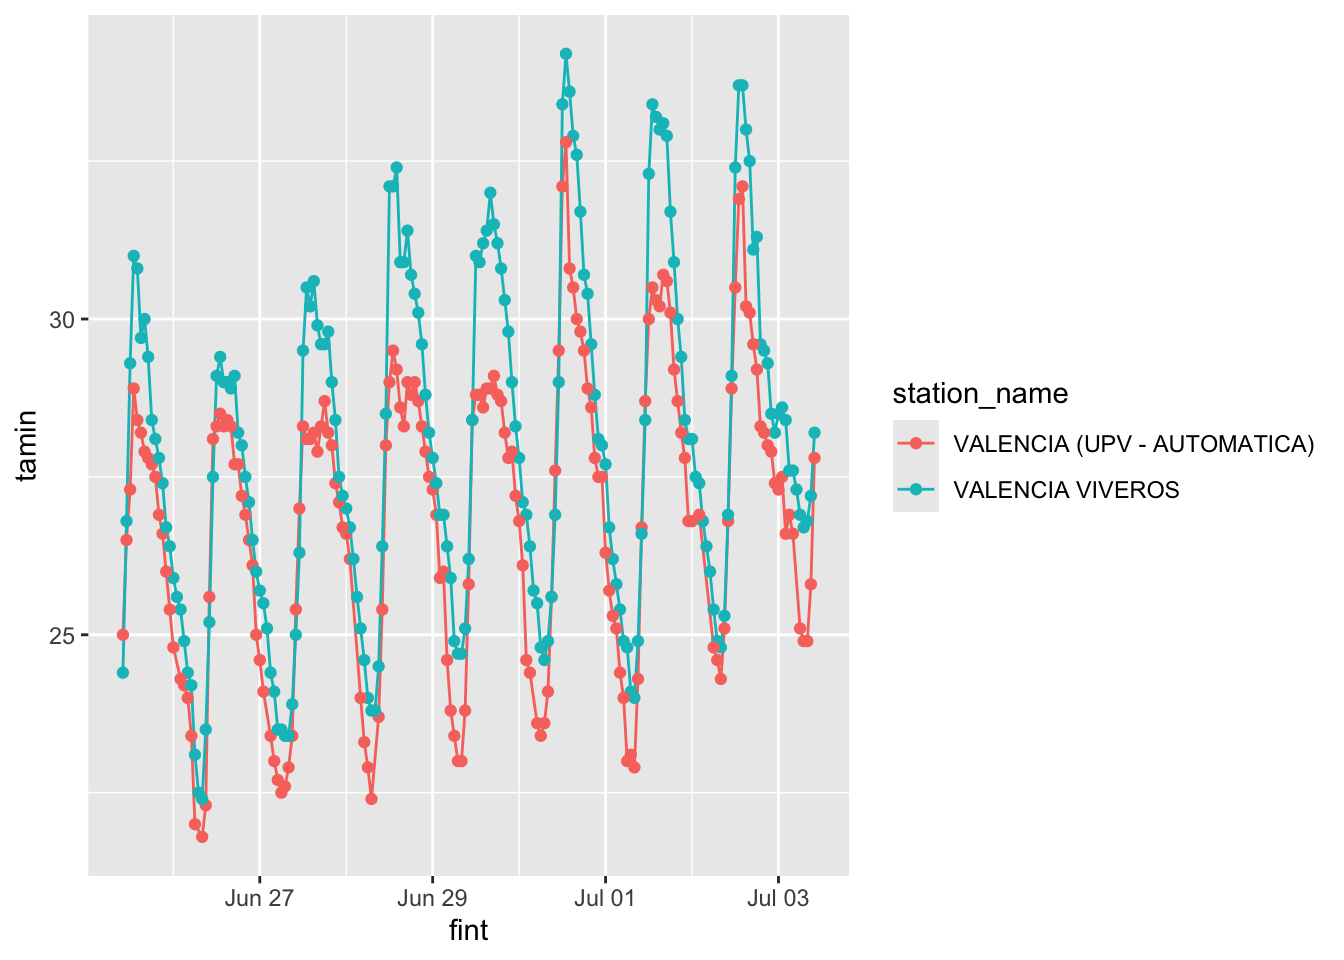 30
25
tamin
Jun 27
Jun 29
Jul 01
Jul 03
fint
station_name
VALENCIA (UPV - AUTOMATICA)
VALENCIA VIVEROS